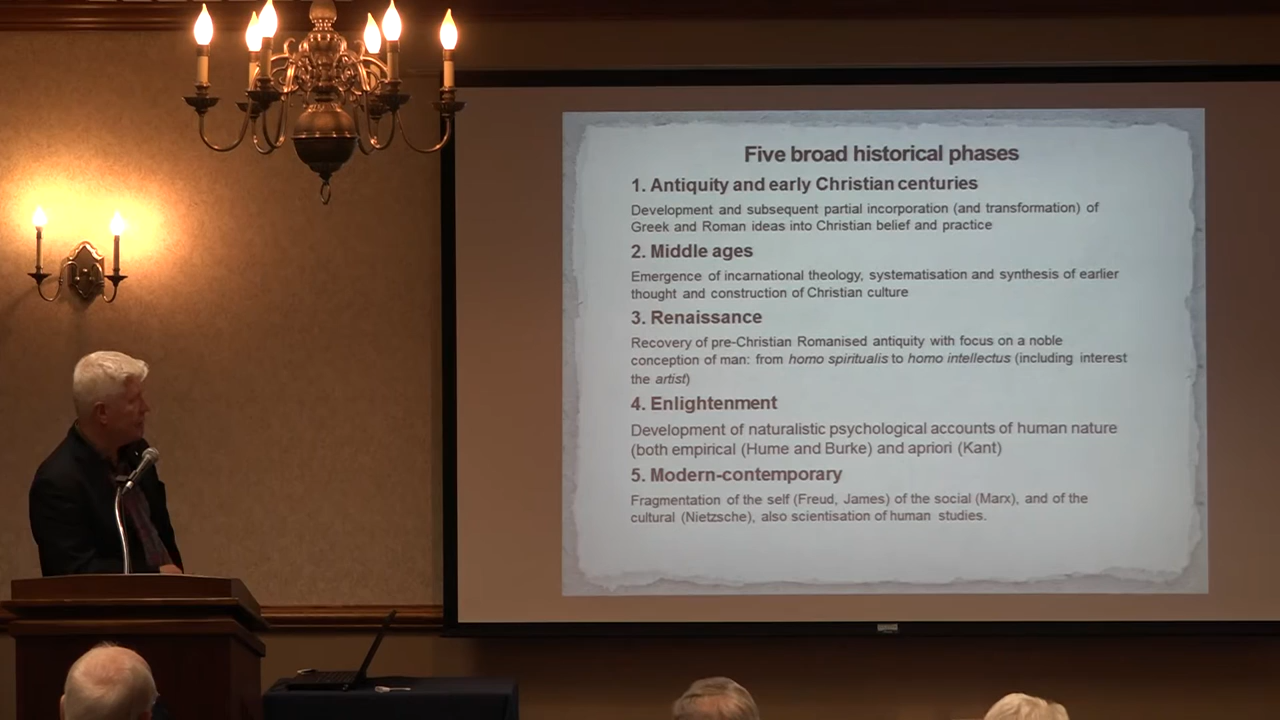 Five broad historical phases
1. Antiquity and early Christian centuries
Development and subsequent partial incorporation (and transformation) of
Greek and Roman ideas into Christian belief and practice
2. Middle ages
Emergence of incarnational theology, systematisation and synthesis of earlier
thought and construction of Christian culture
3. Renaissance
Recovery of pre-Christian Romanised antiquity with focus on a noble
conception of man: from homo spiritualis to homo intellectus (including interest
the artist)
4. Enlightenment
Development of naturalistic psychological accounts of human nature
(both empirical (Hume and Burke) and apriori (Kant)
5. Modern-contemporary
Fragmentation of the self (Freud, James) of the social (Marx), and of the
cultural (Nietzsche), also scientisation of human studies.